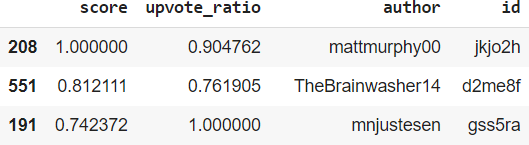 score upvote_ratio author id
208 1.000000 0.904762 mattmurphy00 jkjo2h
551 0.812111 0.761905 TheBrainwasher14 d2me8f
191 0.742372 1.000000 mnjustesen gss5ra